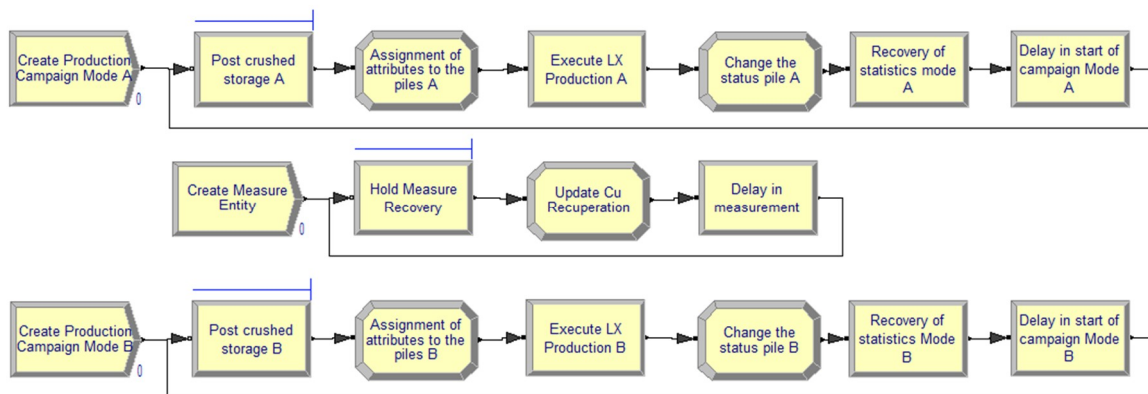 Create Production
Campaign Mode A
0
Post crushed
storage A
Assignment of
attributes to the
piles A
Execute LX
Production A
Change the
status pile A
Recovery of
statistics mode
A
Delay in start of
campaign Mode
A
Create Measure
Entity
0
Hold Measure
Recovery
Update Cu
Recuperation
Delay in
measurement
Create Production
Campaign Mode B
0
Post crushed
storage B
Assignment of
attributes to the
piles B
Execute LX
Production B
Change the
status pile B
Recovery of
statistics Mode
B
Delay in start of
campaign Mode
B